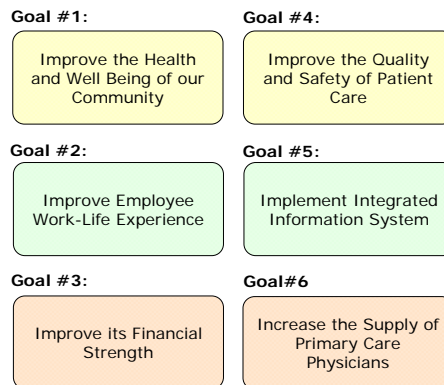 Goal #1:
Improve the Health
and Well Being of our
Community
Goal #4:
Improve the Quality
and Safety of Patient
Care
Goal #2:
Improve Employee
Work-Life Experience
Goal #5:
Implement Integrated
Information System
Goal #3:
Improve its Financial
Strength
Goal#6
Increase the Supply of
Primary Care
Physicians